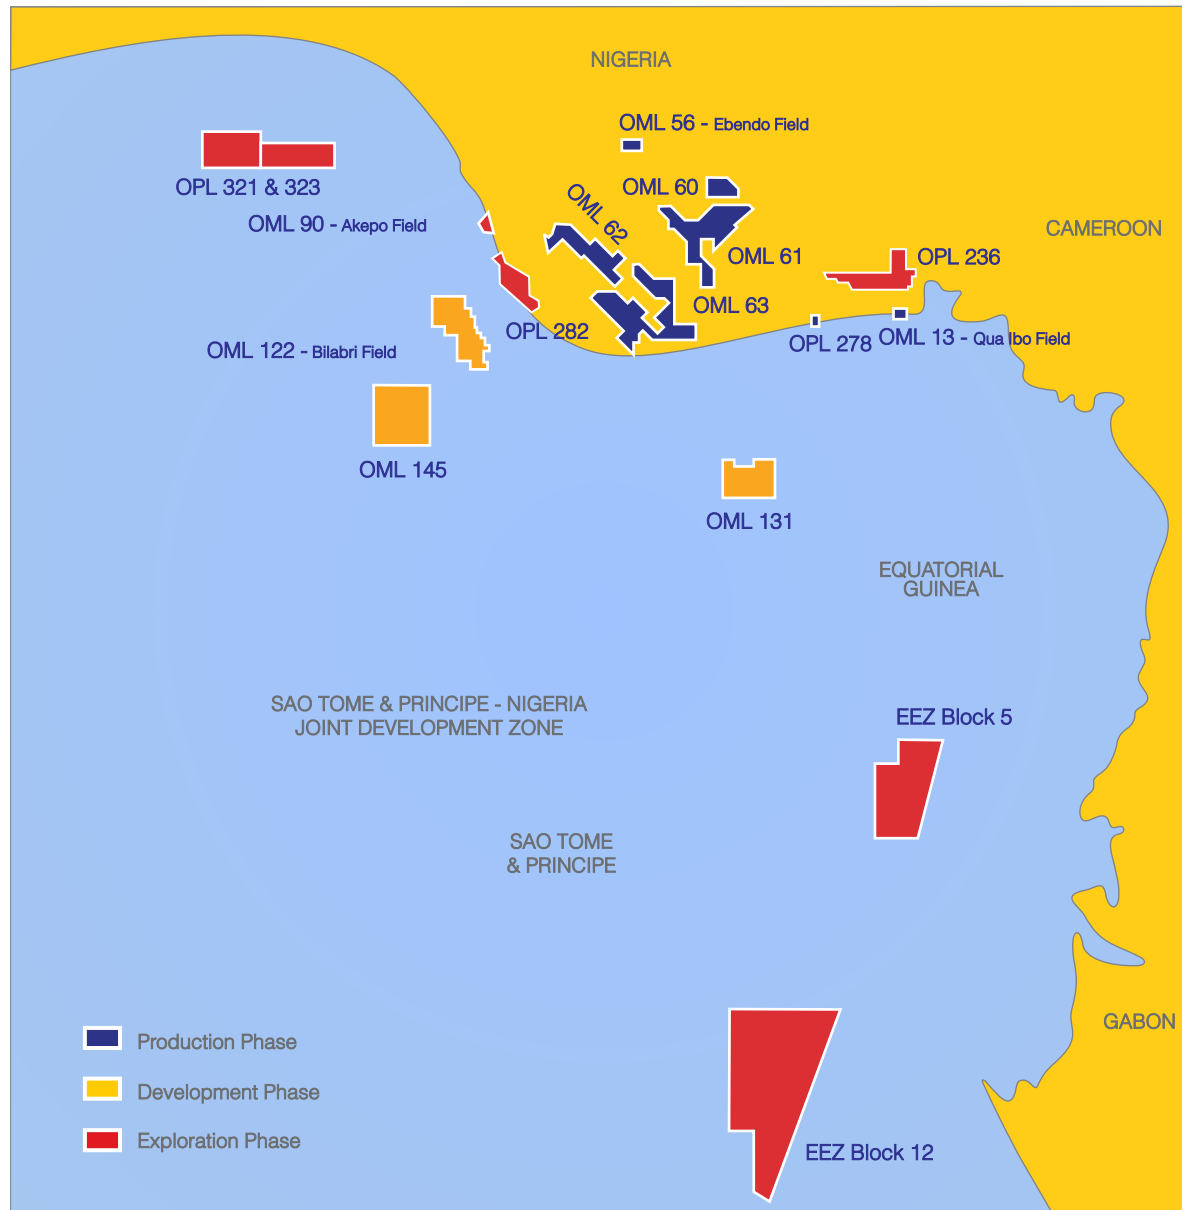 NIGERIA
OML 56 - Ebendo Field
OPL 321 & 323
OML 60
OML 62
OML 90 - Akepo Field
CAMEROON
OML 61
OPL 236
OML 63
OPL 282
OPL 278
OML 13 - Qua Ibo Field
OML 122 - Bilabri Field
OML 145
OML 131
EQUATORIAL
GUINEA
SAO TOME & PRINCIPE - NIGERIA
JOINT DEVELOPMENT ZONE
EEZ Block 5
SAO TOME
& PRINCIPE
GABON
Production Phase
Development Phase
Exploration Phase
EEZ Block 12